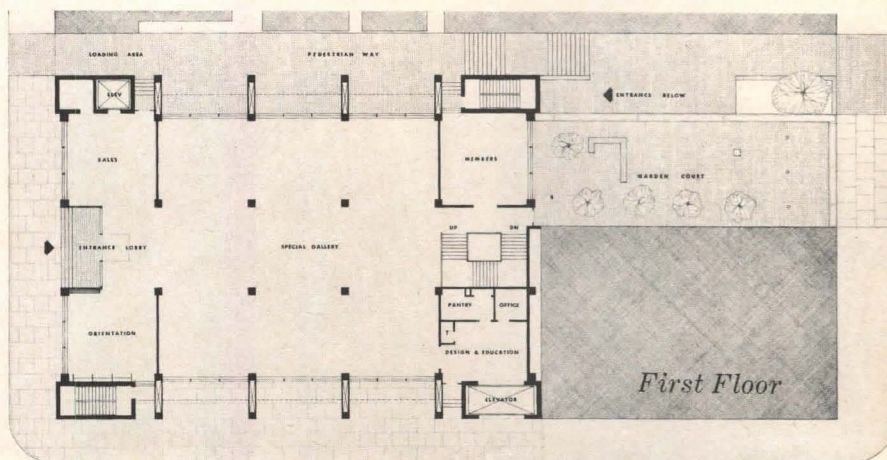 LOADING AREA
PEDESTRIAN WAY
ELEV
ENTRANCE BELOW
SALES
MEMBERS
GARDEN COURT
UP
DN
ENTRANCE LOBBY
SPECIAL GALLERY
PANTRY
OFFICE
ORIENTATION
T
DESIGN & EDUCATION
First Floor
ELEVATOR